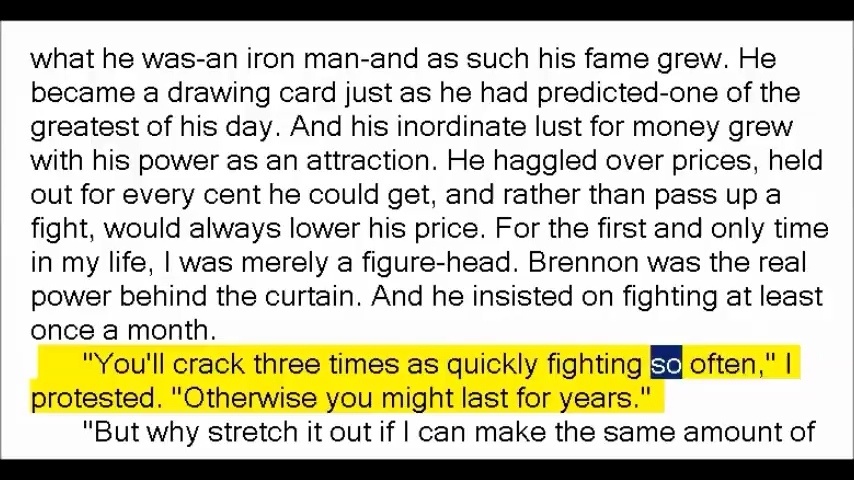 what he was-an iron man-and as such his fame grew. He
became a drawing card just as he had predicted-one of the
greatest of his day. And his inordinate lust for money grew
with his power as an attraction. He haggled over prices, held
out for every cent he could get, and rather than pass up a
fight, would always lower his price. For the first and only time
in my life, I was merely a figure-head. Brennon was the real
power behind the curtain. And he insisted on fighting at least
once a month.
"You'll crack three times as quickly fighting so often," I
protested. "Otherwise you might last for years."
"But why stretch it out if I can make the same amount of